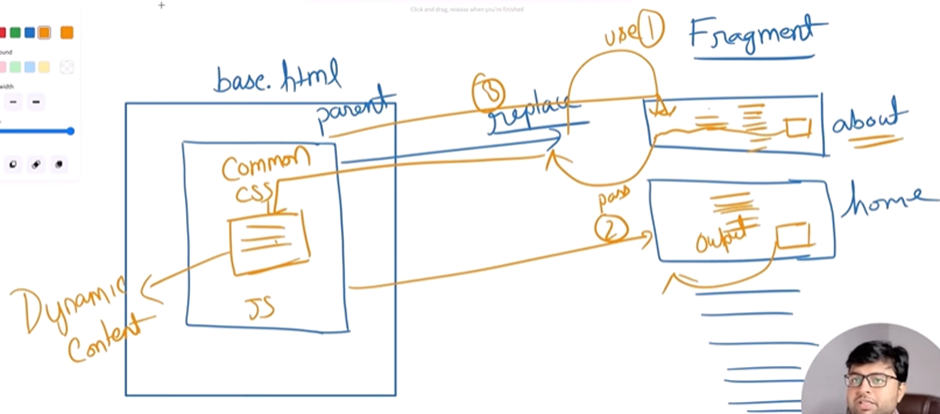 Click and drag, release when you're finished
use 1
Fragment
base.html
3
parent
replace
about
Common
CSS
pass
2
home
Ouput
Dynamic
Content
JS
ound
width